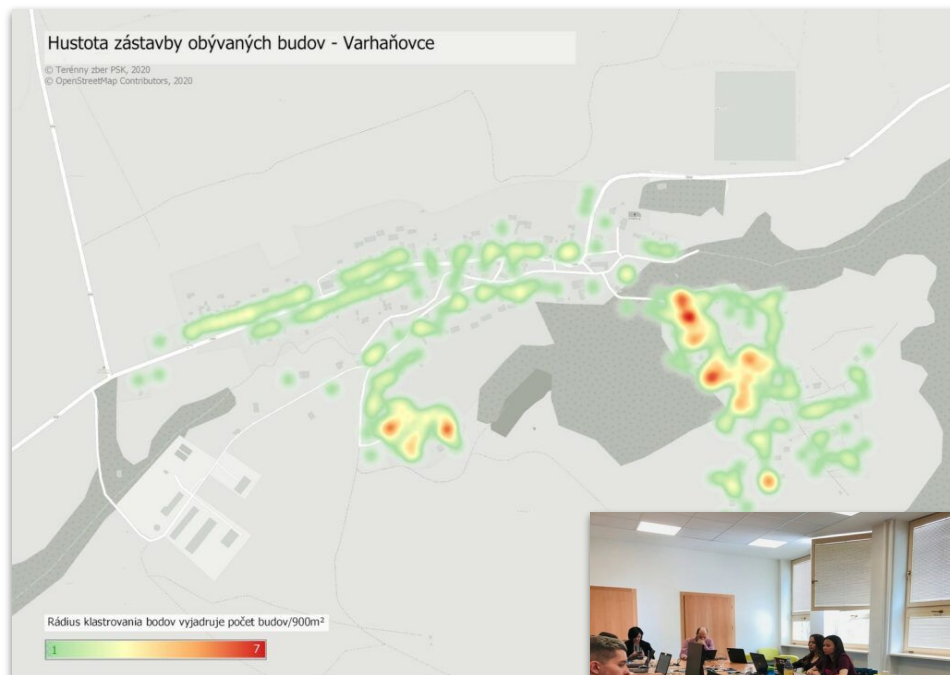 Hustota zástavby obývaných budov - Varhaňovce
© Terénny zber PSK, 2020
© OpenStreetMap Contributors, 2020
Rádius klastrovania bodov vyjadruje počet budov/900m²
1
7